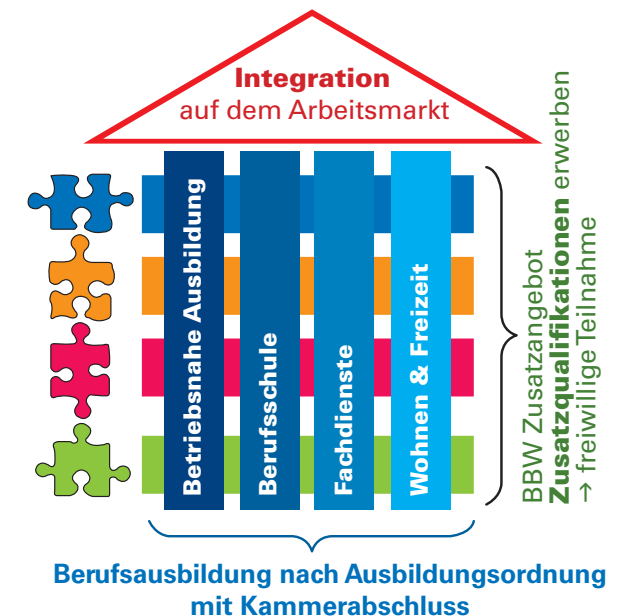 Integration
auf dem Arbeitsmarkt
Betriebsnahe Ausbildung
Berufsschule
Fachdienste
Wohnen & Freizeit
BBW Zusatzangebot
Zusatzqualifikationen erwerben
→ freiwillige Teilnahme
Berufsausbildung nach Ausbildungsordnung
mit Kammerabschluss